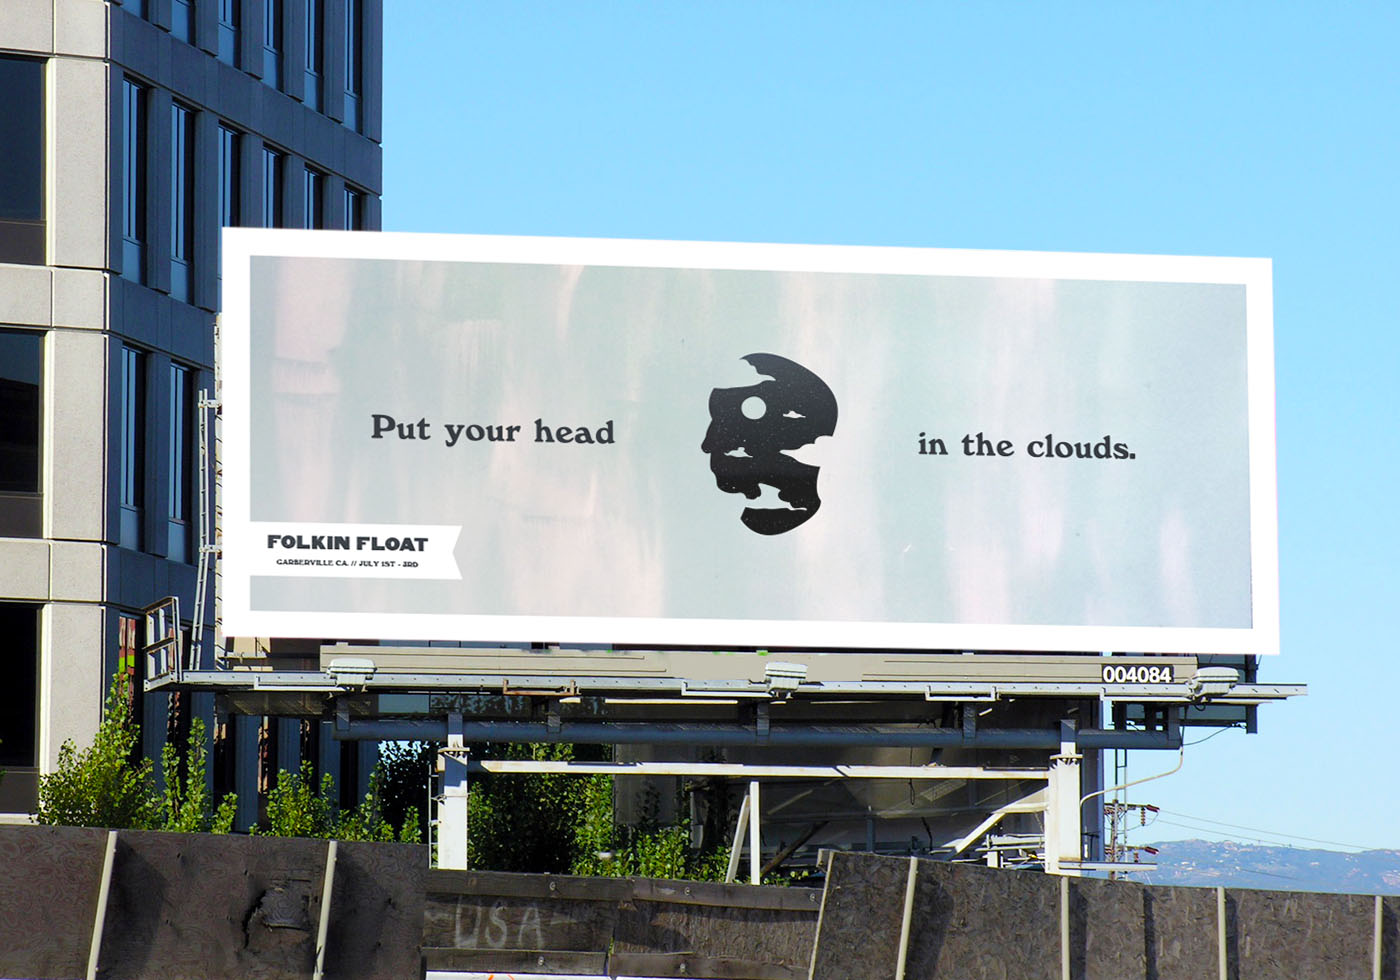 Put your head in the clouds.
FOLKIN FLOAT
GARBERVILLE CA. // JULY 1ST - 3RD
004084
USA